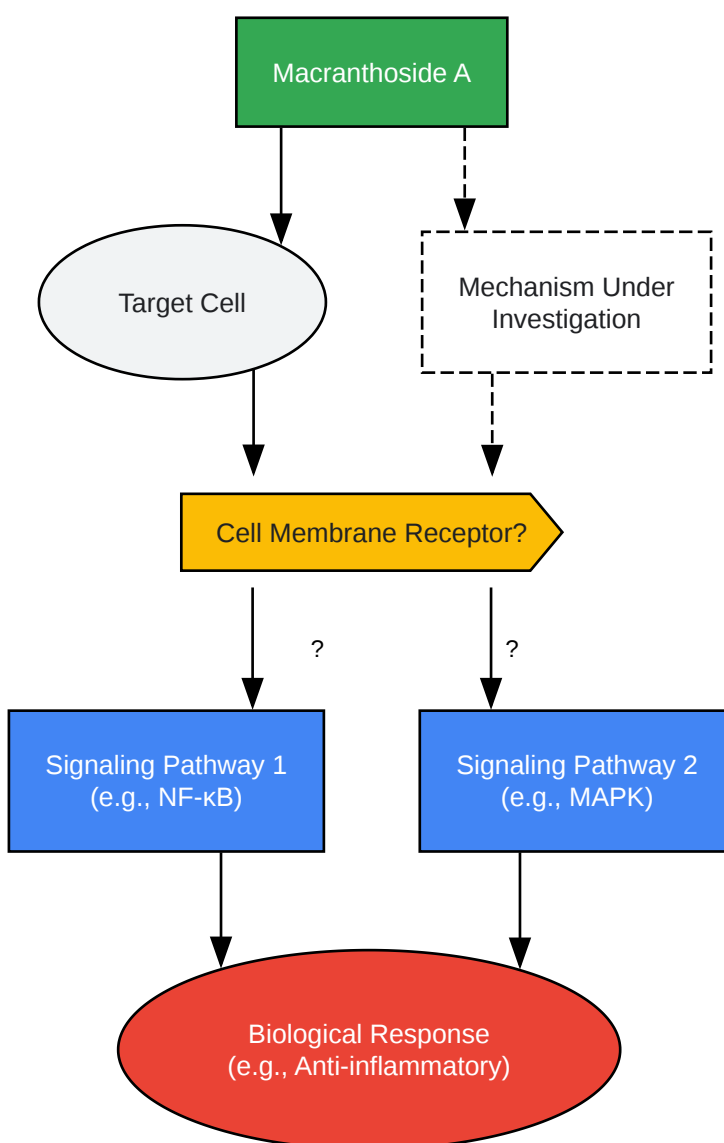 Macranthoside A
Target Cell
Mechanism Under
Investigation
Cell Membrane Receptor?
?
?
Signaling Pathway 1
(e.g., NF-κB)
Signaling Pathway 2
(e.g., MAPK)
Biological Response
(e.g., Anti-inflammatory)